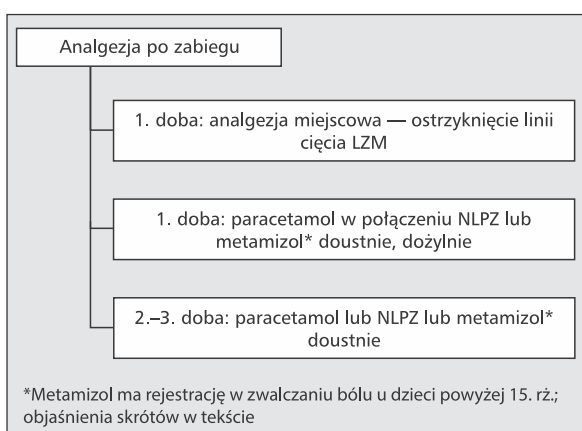 Analgezja po zabiegu
1. doba: analgezja miejscowa — ostrzyknięcie linii
cięcia LZM
1. doba: paracetamol w połączeniu NLPZ lub
metamizol* doustnie, dożylnie
2.–3. doba: paracetamol lub NLPZ lub metamizol*
doustnie
*Metamizol ma rejestrację w zwalczaniu bólu u dzieci powyżej 15. rż.;
objaśnienia skrótów w tekście